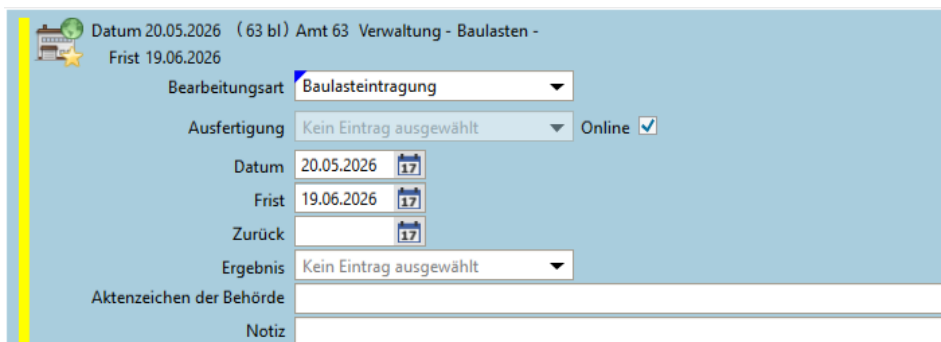 Datum 20.05.2026 ( 63 bl) Amt 63 Verwaltung - Baulasten -
Frist 19.06.2026
Bearbeitungsart Baulasteintragung
Ausfertigung Kein Eintrag ausgewählt Online
Datum 20.05.2026 17
Frist 19.06.2026 17
Zurück 17
Ergebnis Kein Eintrag ausgewählt
Aktenzeichen der Behörde
Notiz